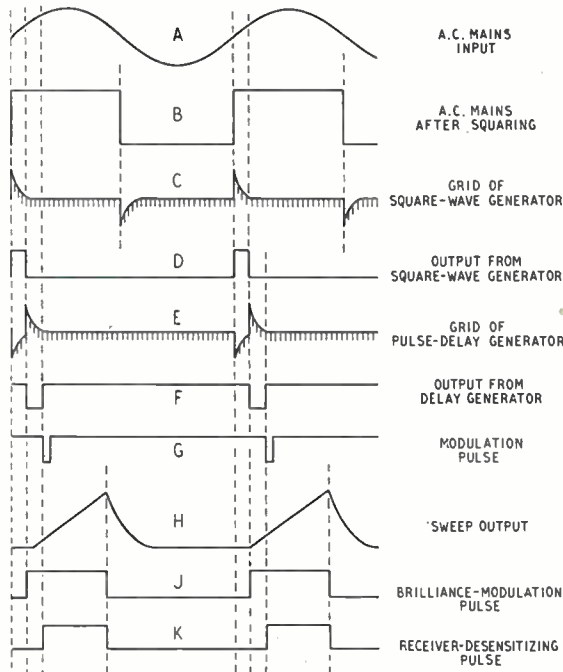 A
A.C. MAINS
INPUT
B
A.C. MAINS
AFTER SQUARING
C
GRID OF
SQUARE-WAVE GENERATOR
D
OUTPUT FROM
SQUARE-WAVE GENERATOR
E
GRID OF
PULSE-DELAY GENERATOR
F
OUTPUT FROM
DELAY GENERATOR
G
MODULATION
PULSE
H
SWEEP OUTPUT
J
BRILLIANCE-MODULATION
PULSE
K
RECEIVER-DESENSITIZING
PULSE